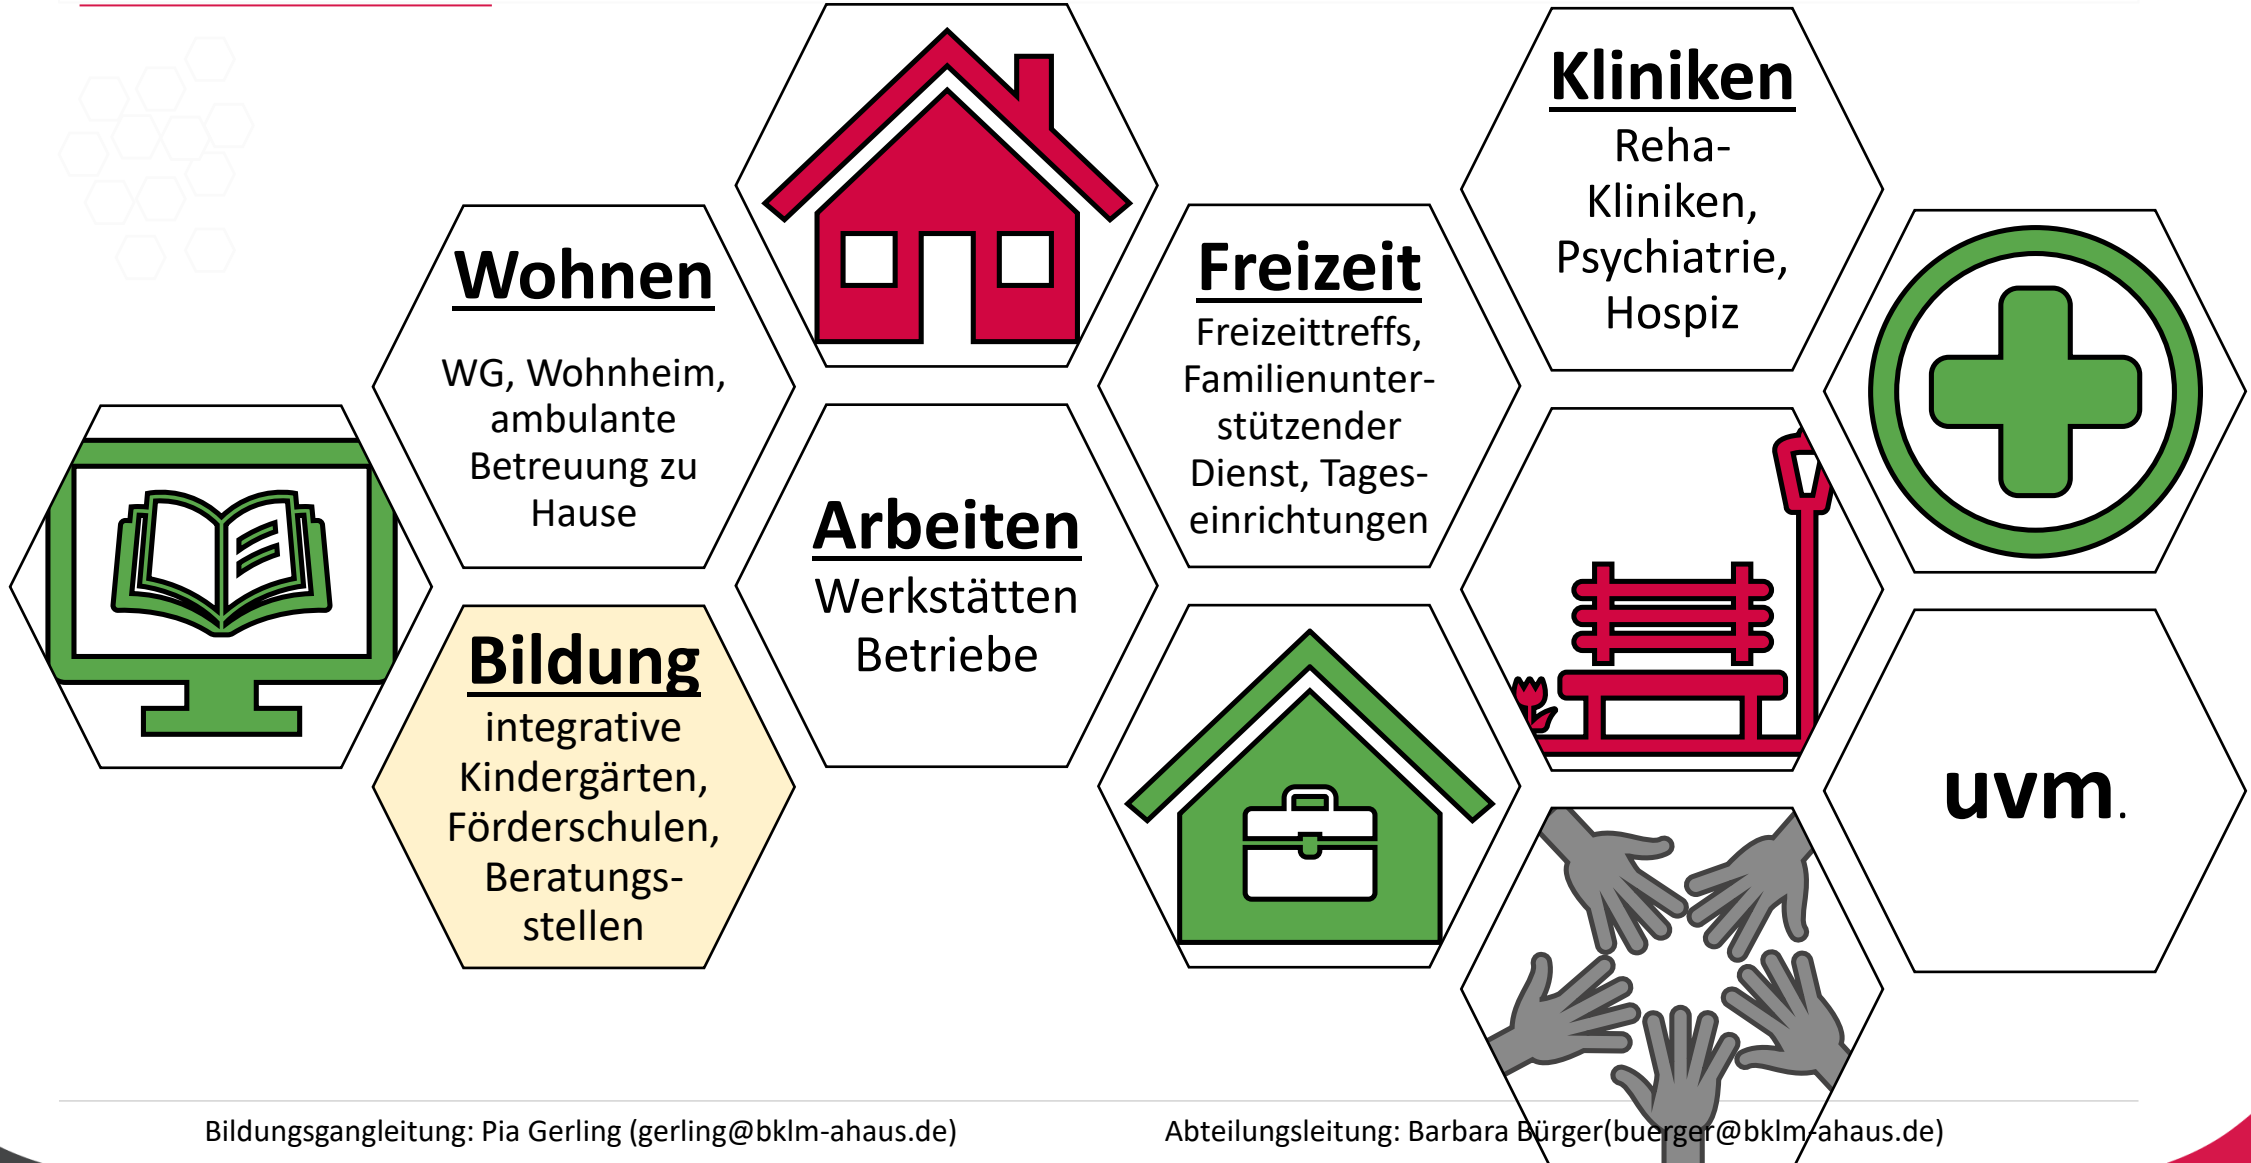 Wohnen
WG, Wohnheim,
ambulante
Betreuung zu
Hause
Bildung
integrative
Kindergärten,
Förderschulen,
Beratungs-
stellen
Arbeiten
Werkstätten
Betriebe
Freizeit
Freizeittreffs,
Familienunter-
stützender
Dienst, Tages-
einrichtungen
Kliniken
Reha-
Kliniken,
Psychiatrie,
Hospiz
uvm.
Bildungsgangleitung: Pia Gerling (gerling@bklm-ahaus.de)
Abteilungsleitung: Barbara Bürger(buerger@bklm-ahaus.de)